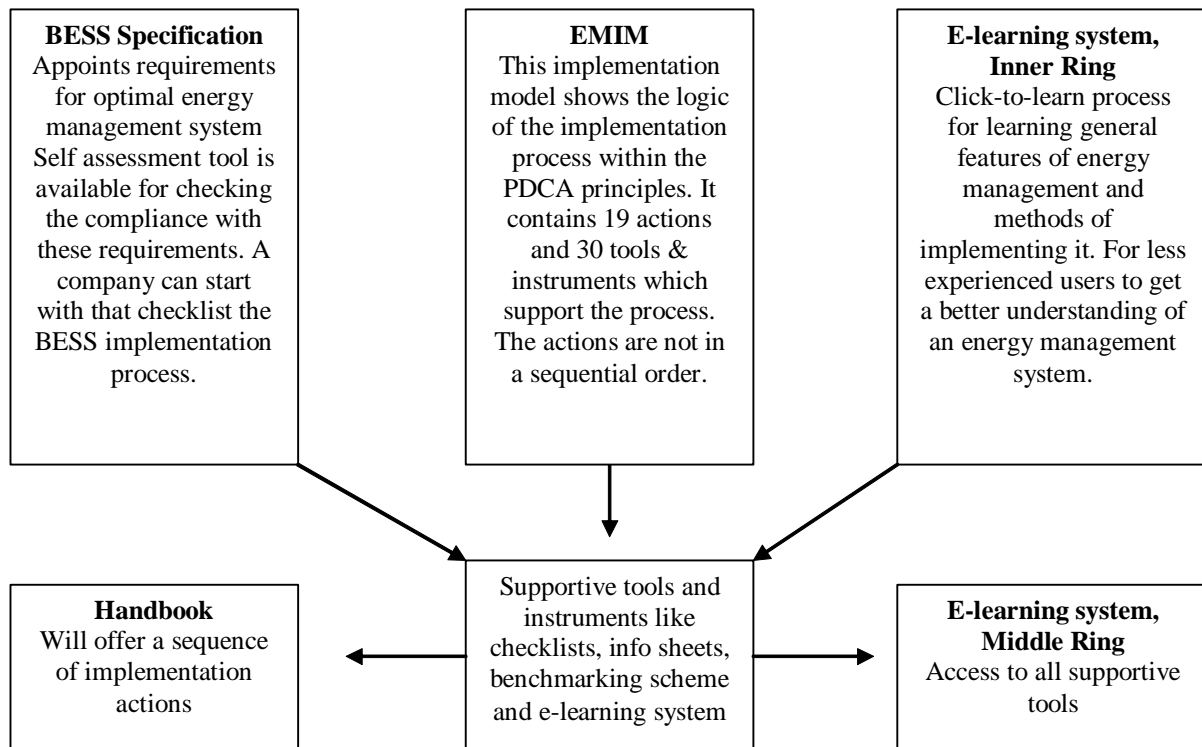 BESS Specification
Appoints requirements
for optimal energy
management system
Self assessment tool is
available for checking
the compliance with
these requirements. A
company can start
with that checklist the
BESS implementation
process.
EMIM
This implementation
model shows the logic
of the implementation
process within the
PDCA principles. It
contains 19 actions
and 30 tools &
instruments which
support the process.
The actions are not in
a sequential order.
E-learning system,
Inner Ring
Click-to-learn process
for learning general
features of energy
management and
methods of
implementing it. For less
experienced users to get
a better understanding of
an energy management
system.
Handbook
Will offer a sequence
of implementation
actions
Supportive tools and
instruments like
checklists, info sheets,
benchmarking scheme
and e-learning system
E-learning system,
Middle Ring
Access to all supportive
tools